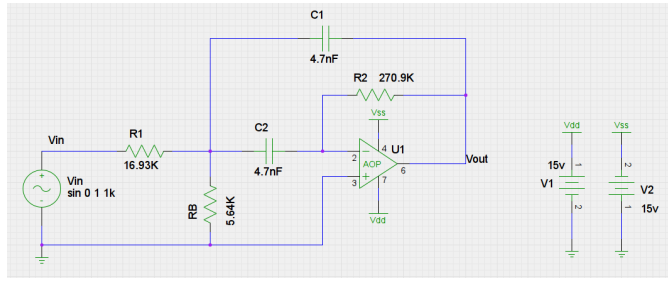 C1
4.7nF
R2 270.9K
Vss
Vin
R1
16.93K
C2
4.7nF
4
U1
2
AOP
3
6
7
Vout
Vdd
Vin
sin 0 1 1k
RB
5.64K
Vdd
Vss
15v
V1
1
2
2
1
V2
15v